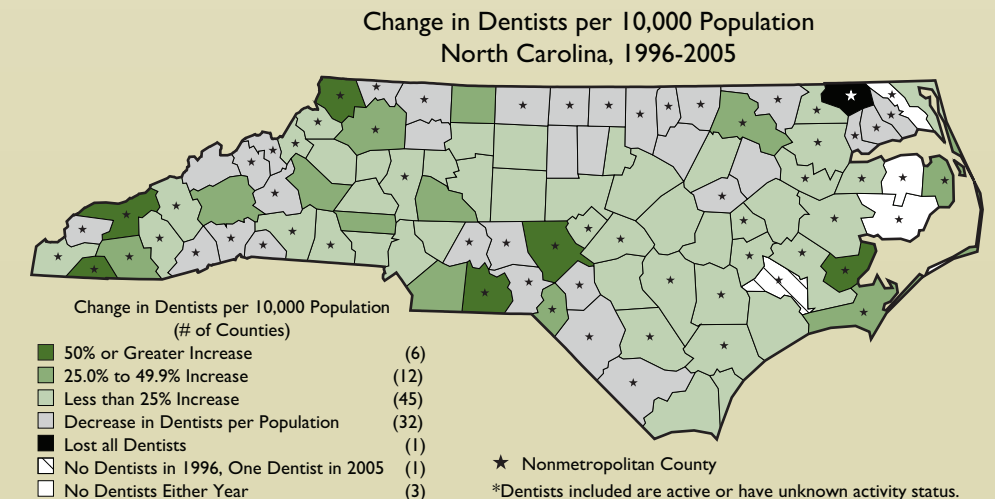 Change in Dentists per 10,000 Population
North Carolina, 1996-2005
Change in Dentists per 10,000 Population
(# of Counties)
50% or Greater Increase (6)
25.0% to 49.9% Increase (12)
Less than 25% Increase (45)
Decrease in Dentists per Population (32)
Lost all Dentists (1)
No Dentists in 1996, One Dentist in 2005 (1)
No Dentists Either Year (3)
★ Nonmetropolitan County
*Dentists included are active or have unknown activity status.